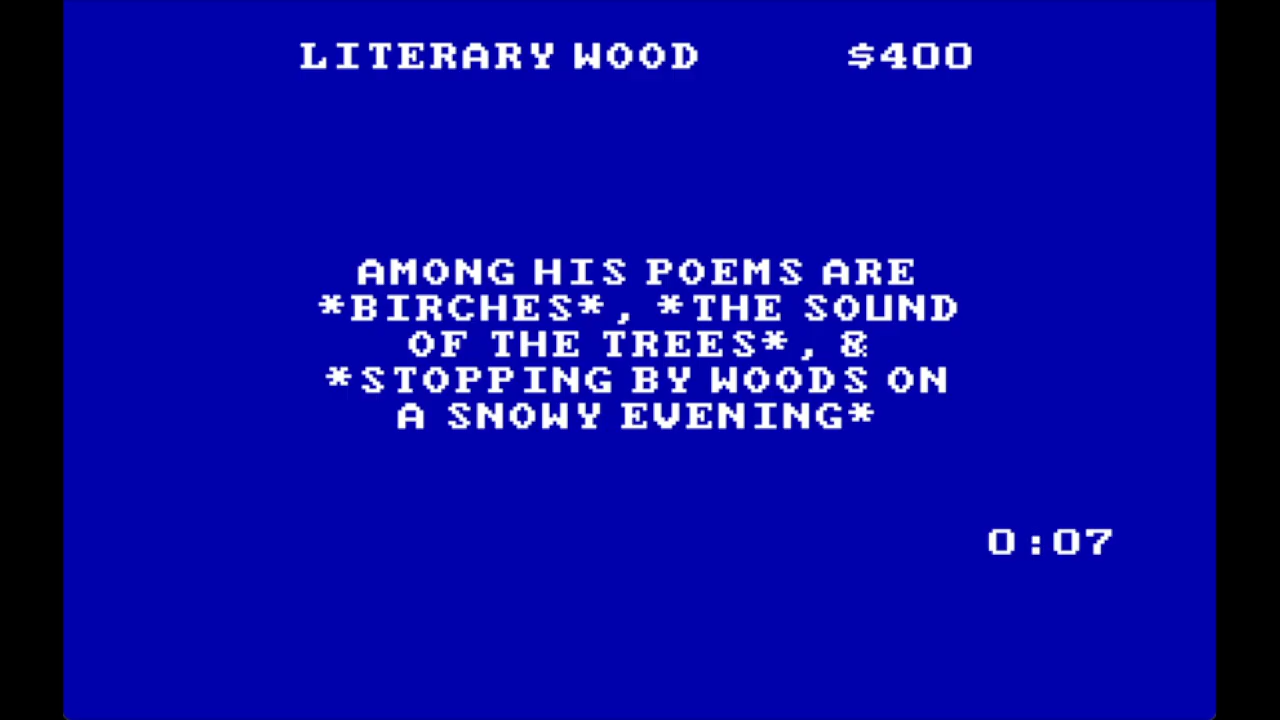 LITERARY WOOD $400
AMONG HIS POEMS ARE
*BIRCHES*, *THE SOUND
OF THE TREES*, &
*STOPPING BY WOODS ON
A SNOWY EVENING*
0:07